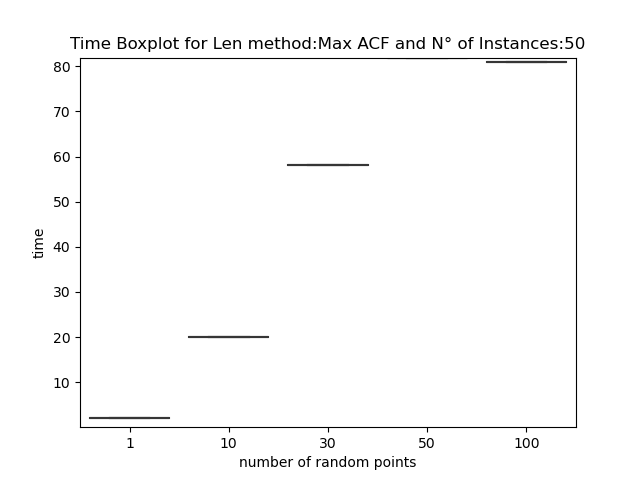 Time Boxplot for Len method:Max ACF and N° of Instances:50
80
70
60
50
40
30
20
10
time
1 10 30 50 100
number of random points